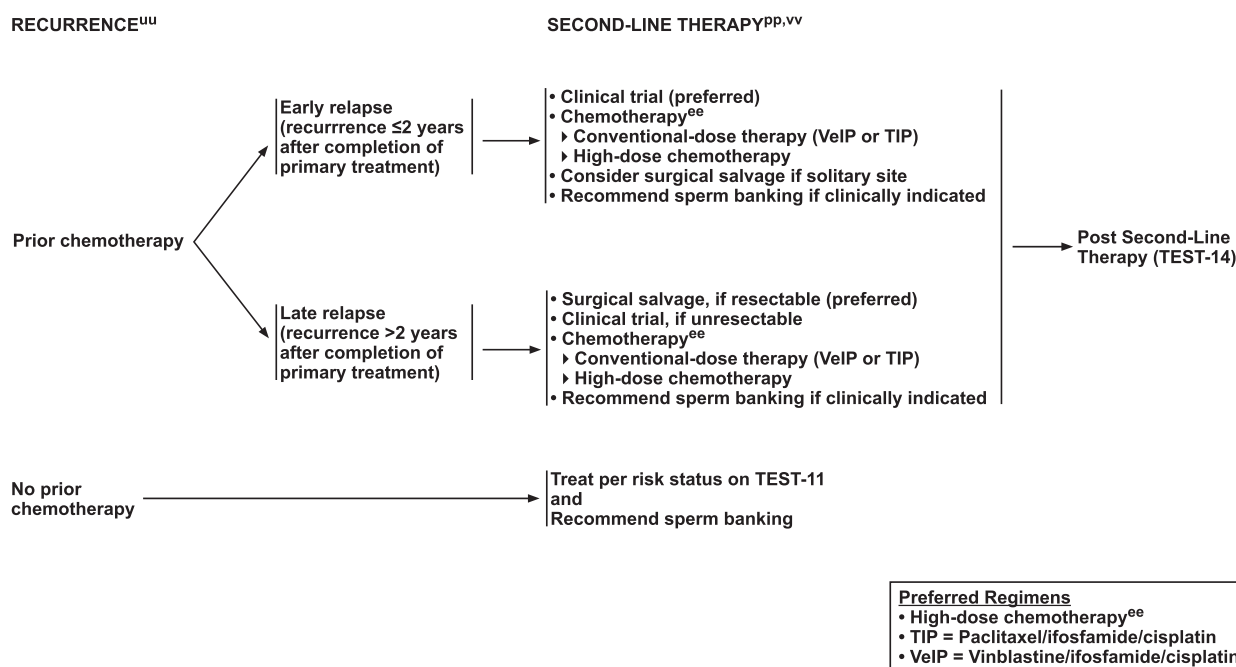 RECURRENCEuu
SECOND-LINE THERAPYpp,vv
Prior chemotherapy
Early relapse
(recurrrence ≤2 years
after completion of
primary treatment)
• Clinical trial (preferred)
• Chemotherapyee
‣ Conventional-dose therapy (VeIP or TIP)
‣ High-dose chemotherapy
• Consider surgical salvage if solitary site
• Recommend sperm banking if clinically indicated
Late relapse
(recurrence >2 years
after completion of
primary treatment)
• Surgical salvage, if resectable (preferred)
• Clinical trial, if unresectable
• Chemotherapyee
‣ Conventional-dose therapy (VeIP or TIP)
‣ High-dose chemotherapy
• Recommend sperm banking if clinically indicated
Post Second-Line
Therapy (TEST-14)
No prior
chemotherapy
Treat per risk status on TEST-11
and
Recommend sperm banking
Preferred Regimens
• High-dose chemotherapyee
• TIP = Paclitaxel/ifosfamide/cisplatin
• VeIP = Vinblastine/ifosfamide/cisplatin